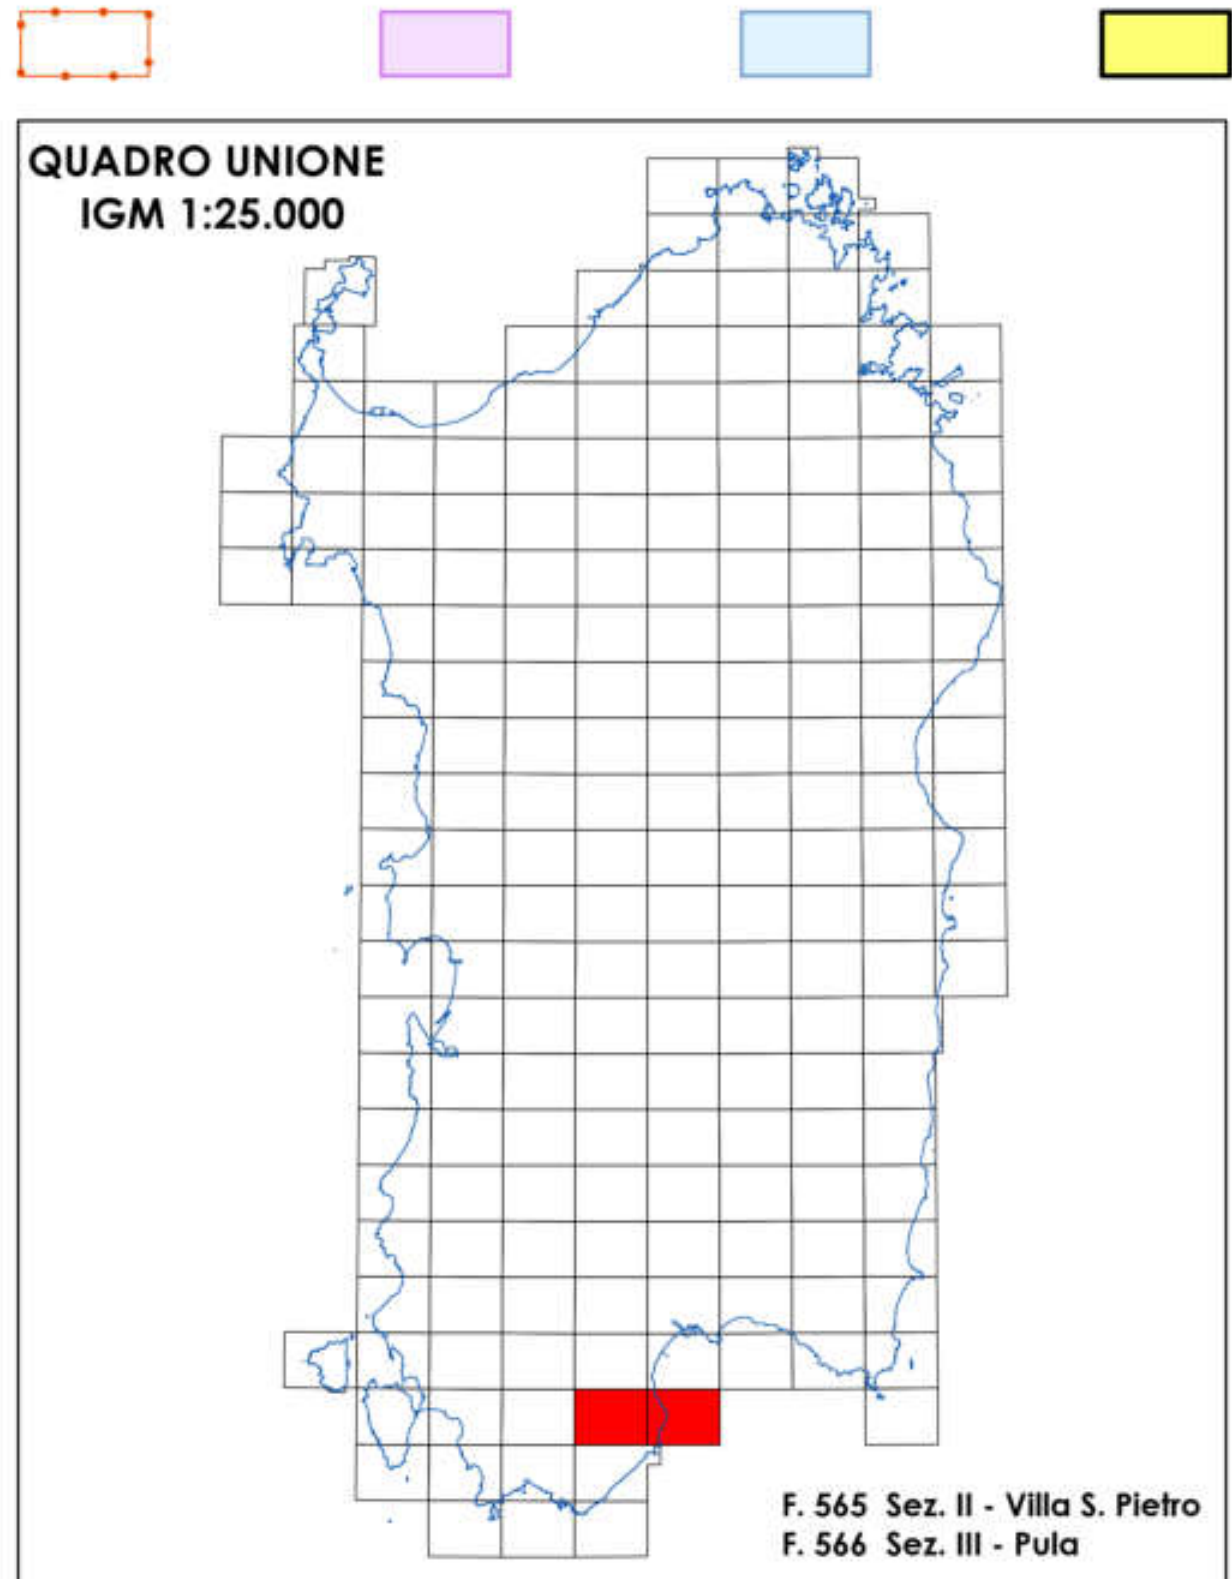 QUADRO UNIONE
IGM 1:25.000
F. 565 Sez. II - Villa S. Pietro
F. 566 Sez. III - Pula